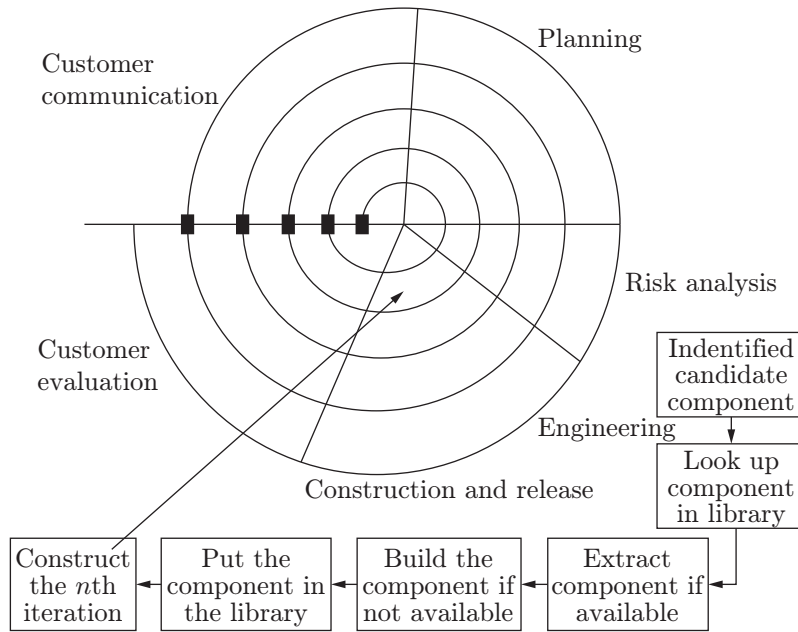 Planning
Customer
communication
Risk analysis
Customer
evaluation
Indentified
candidate
component
Engineering
Look up
component
in library
Construction and release
Construct
the nth
iteration
Put the
component in
the library
Build the
component if
not available
Extract
component if
available